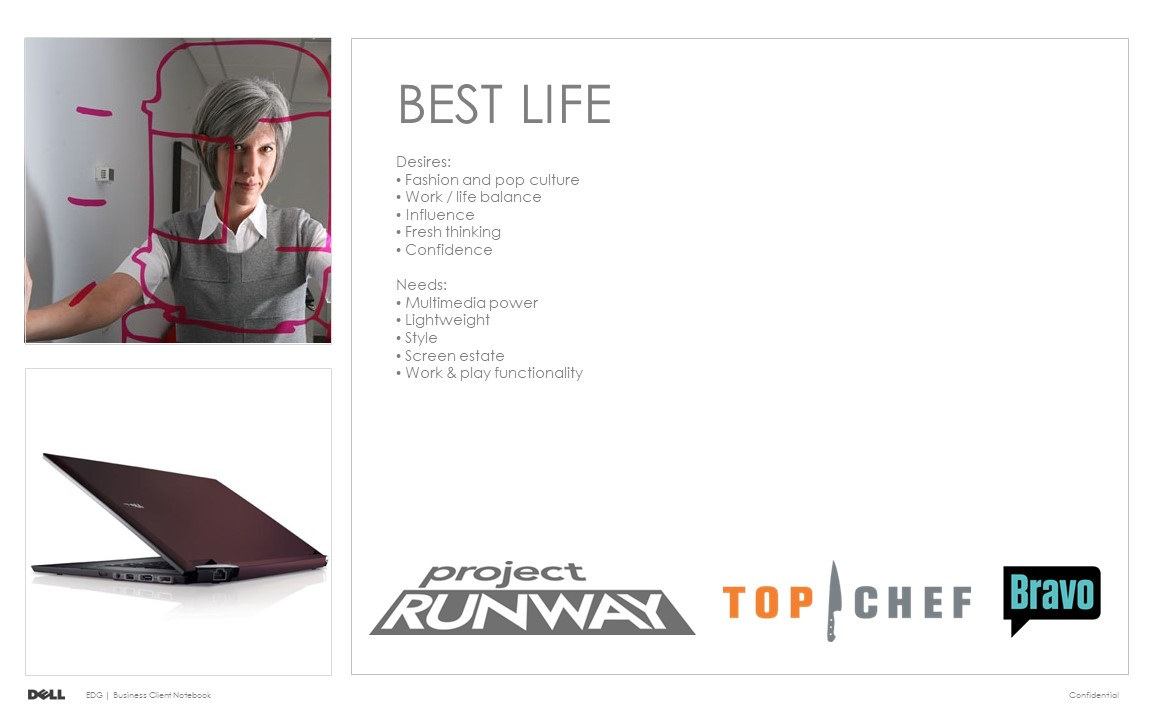 BEST LIFE
Desires:
• Fashion and pop culture
• Work / life balance
• Influence
• Fresh thinking
• Confidence
Needs:
• Multimedia power
• Lightweight
• Style
• Screen estate
• Work & play functionality
project
RUNWAY
TOP CHEF
Bravo
DELL
EDG | Business Client Notebook
Confidential